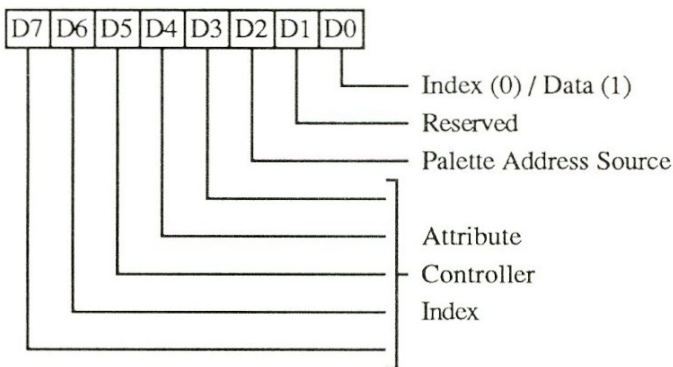 D7 D6 D5 D4 D3 D2 D1 D0
Index (0) / Data (1)
Reserved
Palette Address Source
Attribute
Controller
Index